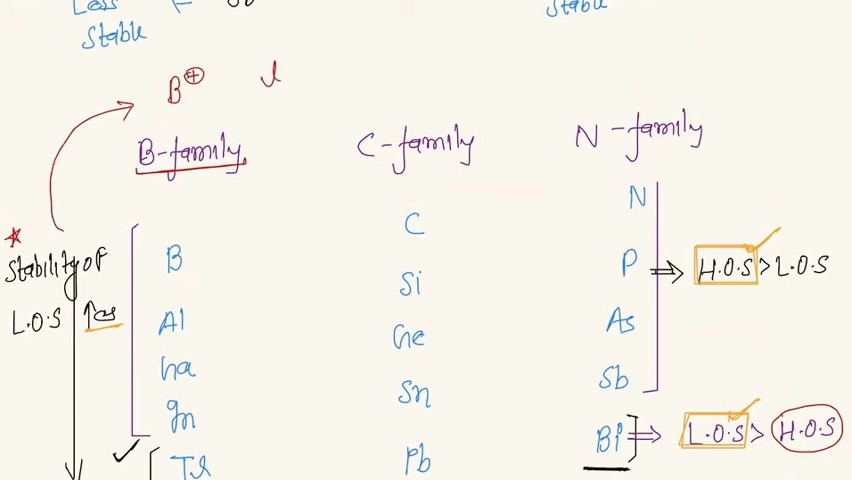 Less
Stable
Stable
B⊕
B-family
C-family
N-family
N
C
★
Stability of
L.O.S ↑es
B
P ⇒ H.O.S > L.O.S
Si
Al
As
Ge
Ga
Sb
Sn
In
Bi ⇒ L.O.S > H.O.S
Tl
Pb